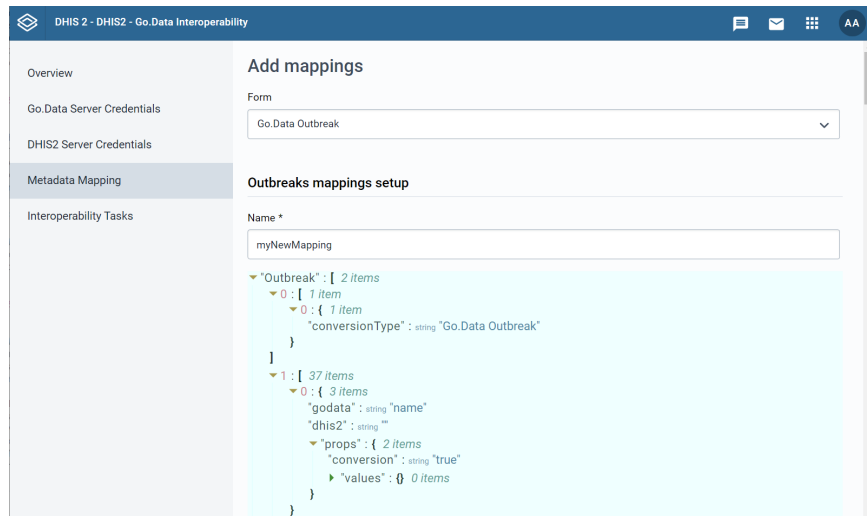 DHIS 2 - DHIS2 - Go.Data Interoperability
AA
Overview
Go.Data Server Credentials
DHIS2 Server Credentials
Metadata Mapping
Interoperability Tasks
Add mappings
Form
Go.Data Outbreak
Outbreaks mappings setup
Name *
myNewMapping
"Outbreak" : [ 2 items
0 : [ 1 item
0 : { 1 item
"conversionType" : string "Go.Data Outbreak"
}
]
1 : [ 37 items
0 : { 3 items
"godata" : string "name"
"dhis2" : string ""
"props" : { 2 items
"conversion" : string "true"
"values" : {} 0 items
}
}